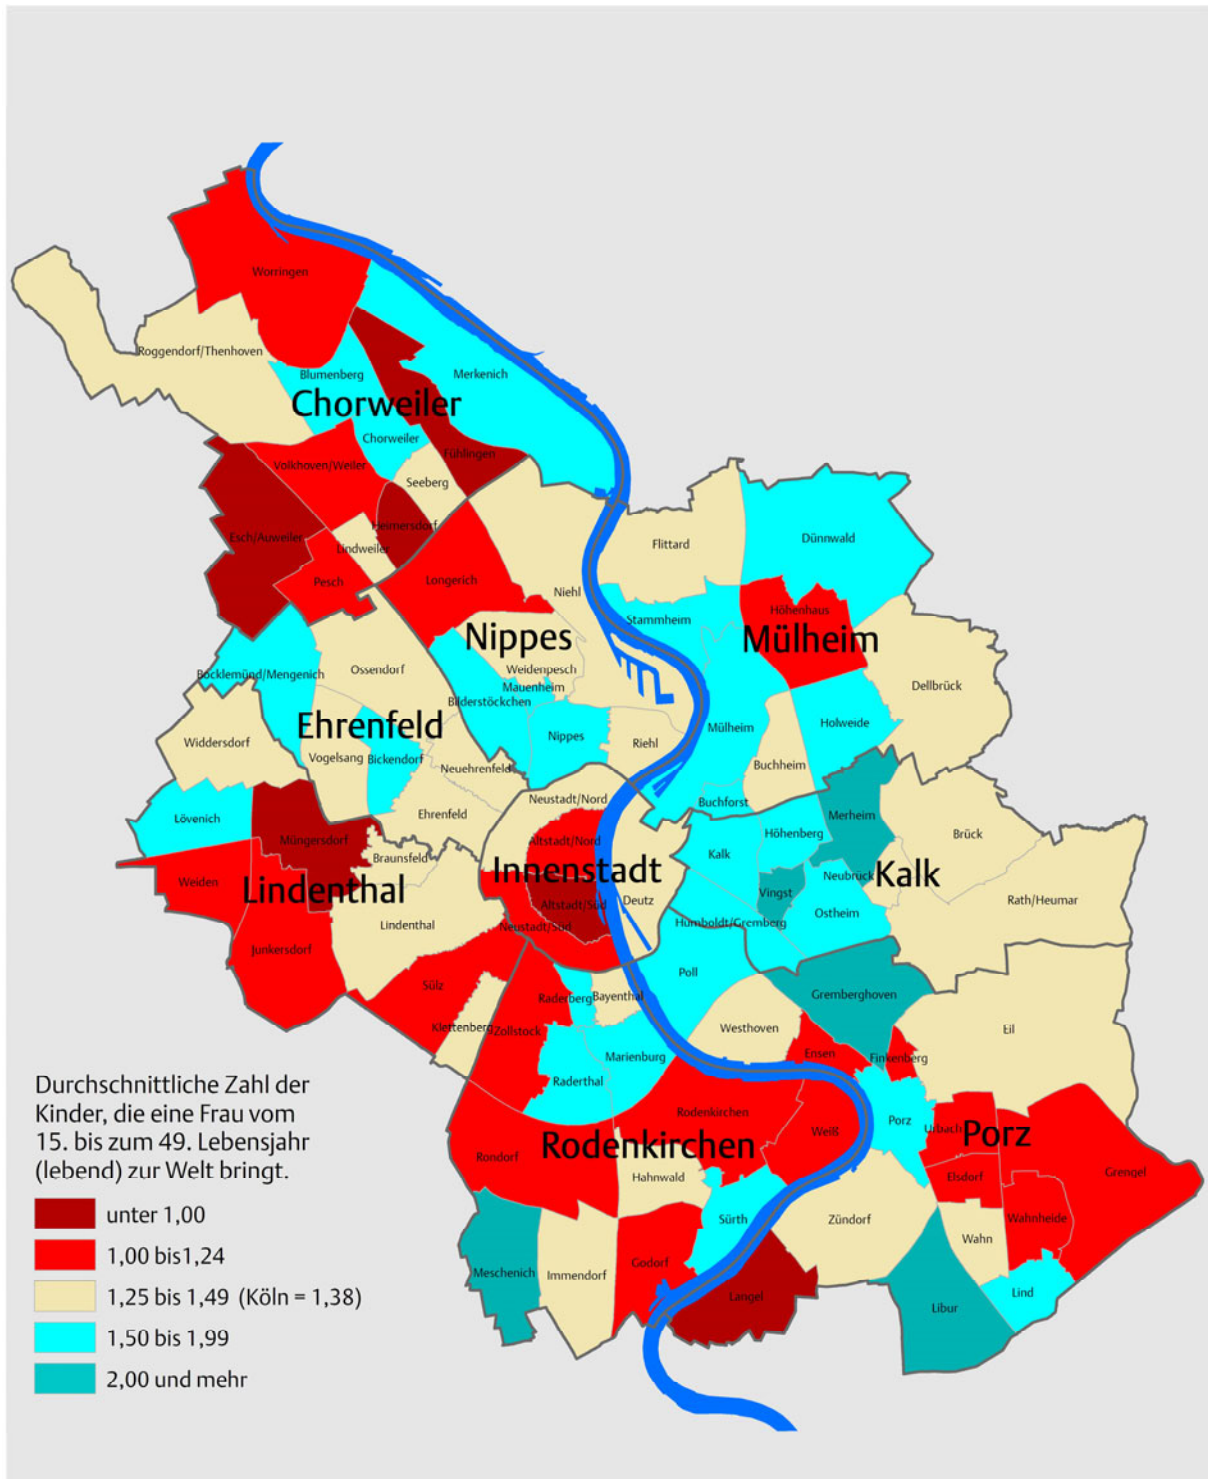 Worringen
Roggendorf/Thenhoven
Blumenberg
Merkenich
Chorweiler
Chorweiler
Fühlingen
Volkhoven/Weiler
Seeberg
Heimersdorf
Esch/Auweiler
Lindweiler
Pesch
Longerich
Flittard
Dünnwald
Niehl
Stammheim
Höhenhaus
Nippes
Mülheim
Ossendorf
Weidenpesch
Bocklemünd/Mengenich
Mauenheim
Bilderstöckchen
Dellbrück
Ehrenfeld
Widdersdorf
Nippes
Riehl
Mülheim
Holweide
Vogelsang
Bickendorf
Neuehrenfeld
Buchheim
Neustadt/Nord
Buchforst
Ehrenfeld
Lövenich
Merheim
Müngersdorf
Altstadt/Nord
Höhenberg
Brück
Braunsfeld
Kalk
Innenstadt
Kalk
Weiden
Lindenthal
Vingst
Neubrück
Deutz
Altstadt/Süd
Rath/Heumar
Ostheim
Lindenthal
Neustadt/Süd
Humboldt/Gremberg
Junkersdorf
Poll
Sülz
Raderberg
Bayenthal
Gremberghoven
Klettenberg
Zollstock
Westhoven
Eil
Marienburg
Ensen
Finkenberg
Raderthal
Rodenkirchen
Porz
Weiß
Urbach
Porz
Rodenkirchen
Rondorf
Hahnwald
Elsdorf
Grengel
Sürth
Zündorf
Wahnheide
Wahn
Godorf
Meschenich
Immendorf
Langel
Libur
Lind
Durchschnittliche Zahl der
Kinder, die eine Frau vom
15. bis zum 49. Lebensjahr
(lebend) zur Welt bringt.
unter 1,00
1,00 bis1,24
1,25 bis 1,49 (Köln = 1,38)
1,50 bis 1,99
2,00 und mehr